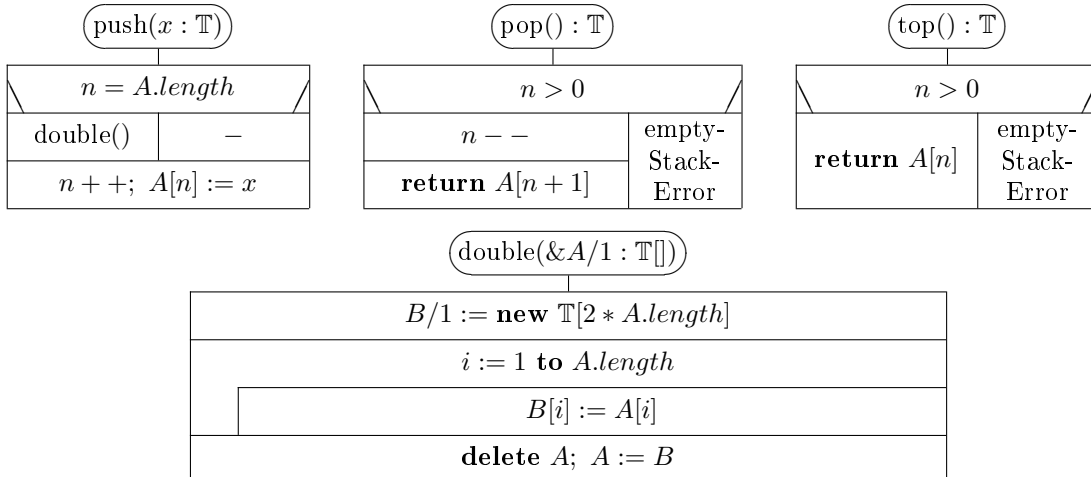 push(x : 𝕋)
n = A.length
double() –
n + +; A[n] := x
pop() : 𝕋
n > 0
n − −
return A[n + 1]
empty-
Stack-
Error
top() : 𝕋
n > 0
return A[n]
empty-
Stack-
Error
double(&A/1 : 𝕋[])
B/1 := new 𝕋[2 ∗ A.length]
i := 1 to A.length
B[i] := A[i]
delete A; A := B